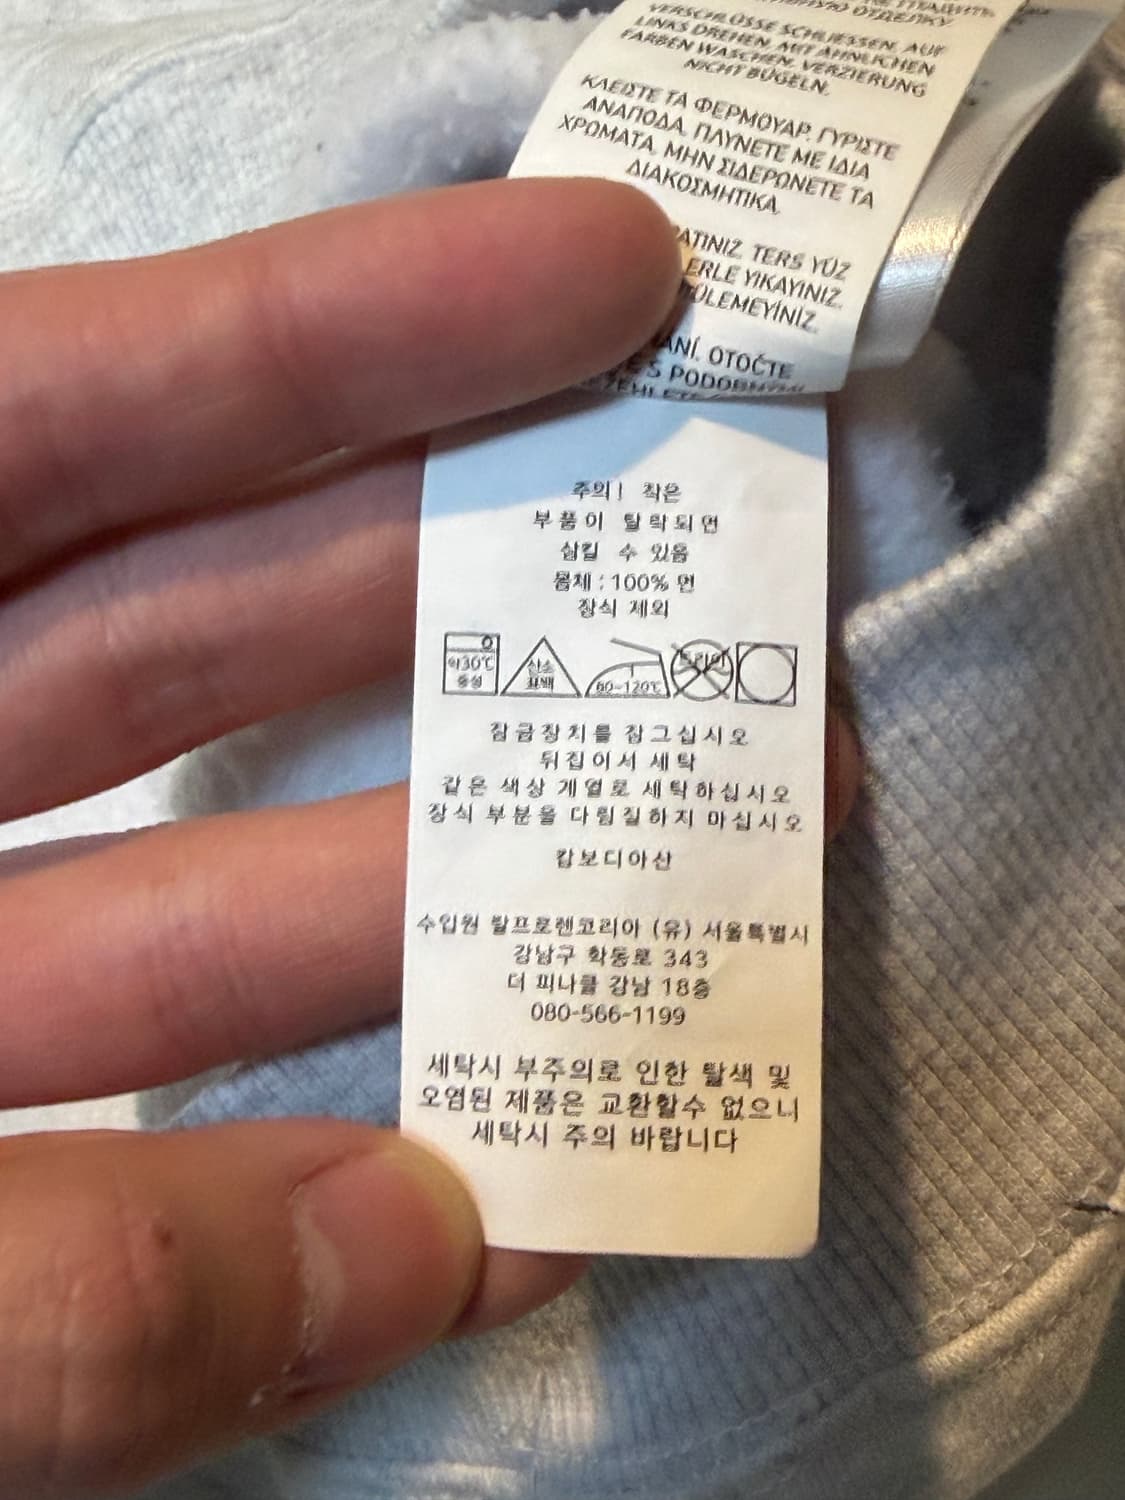 VERSCHLÜSSE SCHLIESSEN, AUF
LINKS DREHEN, MIT ÄHNLICHEN
FARBEN WASCHEN, VERZIERUNG
NICHT BÜGELN.
ΚΛΕΙΣΤΕ ΤΑ ΦΕΡΜΟΥΑΡ, ΓΥΡΙΣΤΕ
ΑΝΑΠΟΔΑ, ΠΛΥΝΕΤΕ ΜΕ ΙΔΙΑ
ΧΡΩΜΑΤΑ, ΜΗΝ ΣΙΔΕΡΩΝΕΤΕ ΤΑ
ΔΙΑΚΟΣΜΗΤΙΚΑ.
TERS YÜZ
YIKAYINIZ.
OTOČTE
S
주의! 작은
부품이 탈락되면
삼킬 수 있음
몸체 : 100% 면
장식 제외
약30℃
중성
산소
표백
80-120℃
드라이
잠금장치를 잠그십시오
뒤집어서 세탁
같은 색상 계열로 세탁하십시오
장식 부분을 다림질하지 마십시오
캄보디아산
수입원 랄프로렌코리아 (유) 서울특별시
강남구 학동로 343
더 피나클 강남 18층
080-566-1199
세탁시 부주의로 인한 탈색 및
오염된 제품은 교환할수 없으니
세탁시 주의 바랍니다